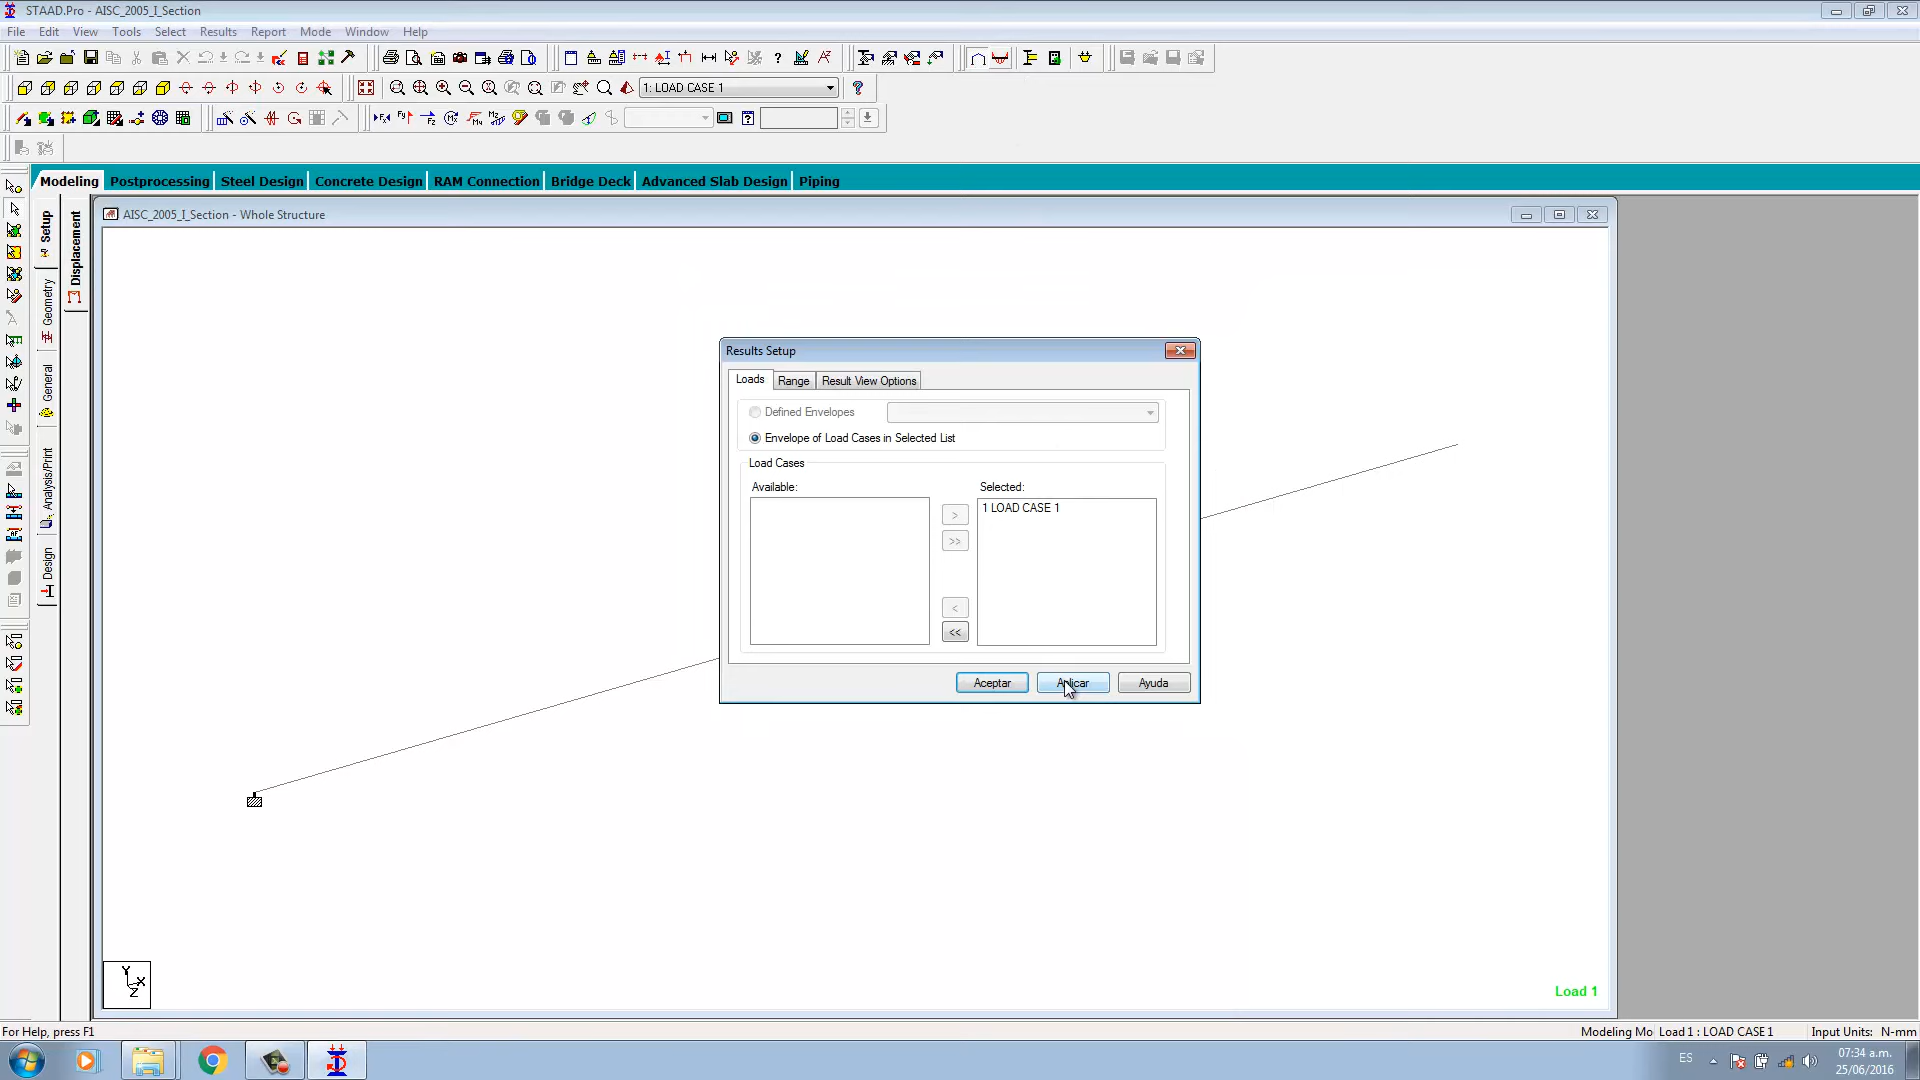 STAAD.Pro - AISC_2005_I_Section
File Edit View Tools Select Results Report Mode Window Help
1: LOAD CASE 1
Modeling Postprocessing Steel Design Concrete Design RAM Connection Bridge Deck Advanced Slab Design Piping
Setup
Geometry
General
Analysis/Print
Design
Displacement
AISC_2005_I_Section - Whole Structure
Results Setup
Loads Range Result View Options
Defined Envelopes
Envelope of Load Cases in Selected List
Load Cases
Available: Selected:
1 LOAD CASE 1
>
>>
<
<<
Aceptar Aplicar Ayuda
Y
X
Z
Load 1
For Help, press F1
Modeling Mo Load 1 : LOAD CASE 1 Input Units: N-mm
ES
07:34 a.m.
25/06/2016